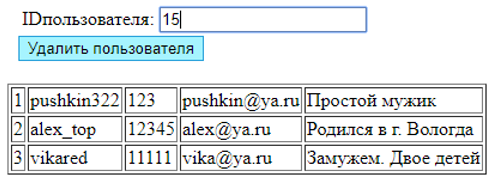 IDпользователя: 15
Удалить пользователя
1 pushkin322 123 pushkin@ya.ru Простой мужик
2 alex_top 12345 alex@ya.ru Родился в г. Вологда
3 vikared 11111 vika@ya.ru Замужем. Двое детей